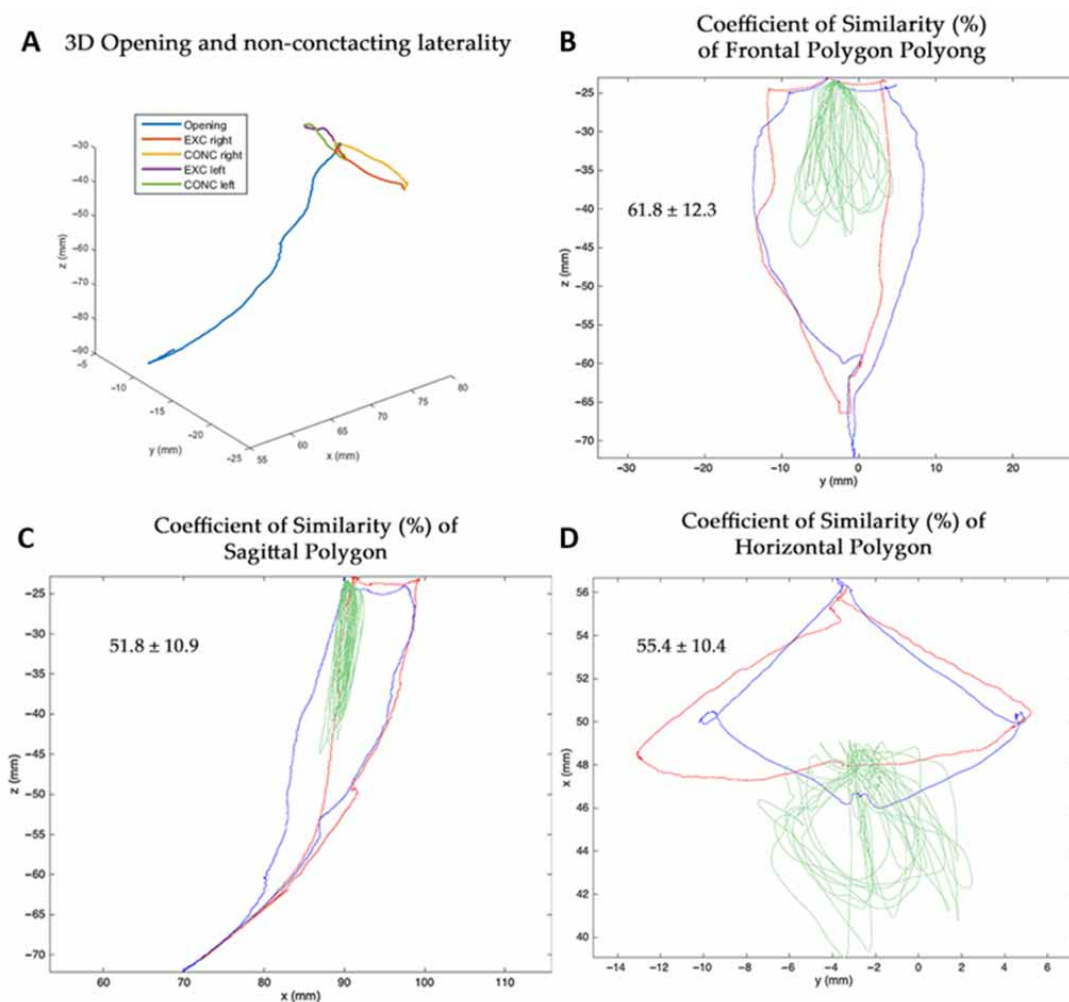 A 3D Opening and non-conctacting laterality
Opening
EXC right
CONC right
EXC left
CONC left
-30
-40
-50
-60
-70
-80
-90
z (mm)
-5
-10
-15
-20
-25
y (mm)
55
60
65
70
75
80
x (mm)
B Coefficient of Similarity (%)
of Frontal Polygon Polyong
61.8 ± 12.3
-25
-30
-35
-40
-45
-50
-55
-60
-65
-70
z (mm)
-30 -20 -10 0 10 20
y (mm)
C Coefficient of Similarity (%) of
Sagittal Polygon
51.8 ± 10.9
-25
-30
-35
-40
-45
-50
-55
-60
-65
-70
z (mm)
60 70 80 90 100 110
x (mm)
D Coefficient of Similarity (%) of
Horizontal Polygon
55.4 ± 10.4
56
54
52
50
48
46
44
42
40
x (mm)
-14 -12 -10 -8 -6 -4 -2 0 2 4 6
y (mm)